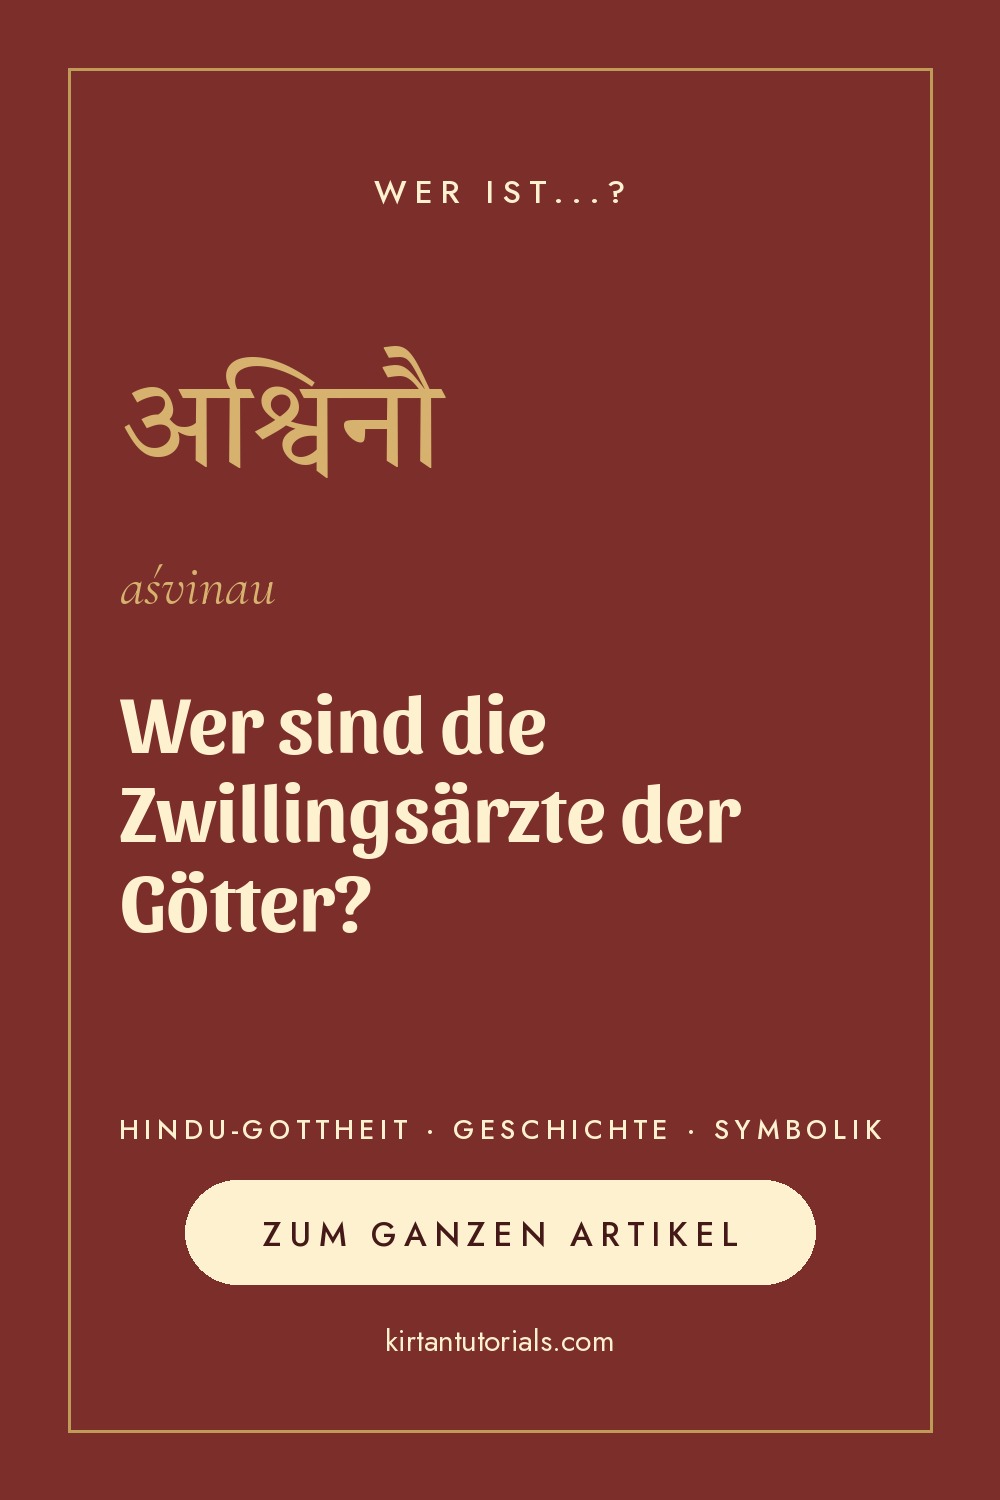 WER IST...?
अश्विनौ
aśvinau
Wer sind die
Zwillingsärzte der
Götter?
HINDU-GOTTHEIT · GESCHICHTE · SYMBOLIK
ZUM GANZEN ARTIKEL
kirtantutorials.com